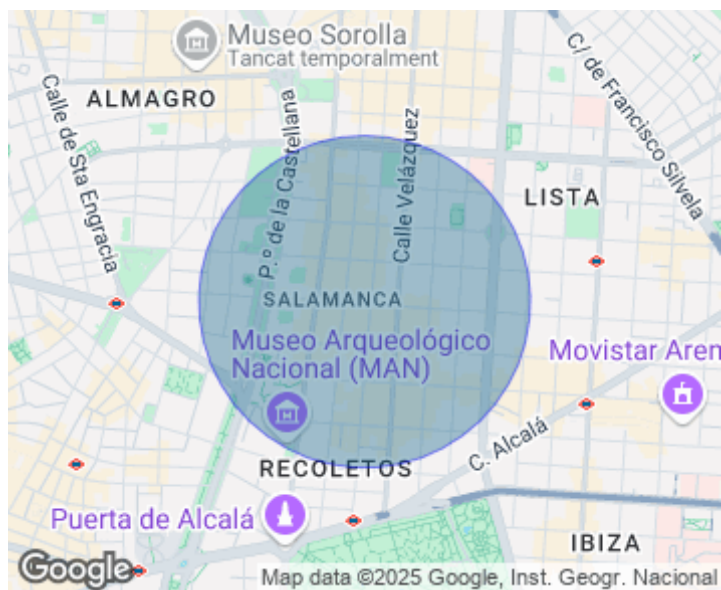 Museo Sorolla
Tancat temporalment
C/ de Francisco Silvela
ALMAGRO
Calle de Sta Engracia
P.º de la Castellana
Calle Velázquez
LISTA
SALAMANCA
Museo Arqueológico
Nacional (MAN)
Movistar Aren
C. Alcalá
RECOLETOS
Puerta de Alcalá
IBIZA
Google
Map data ©2025 Google, Inst. Geogr. Nacional